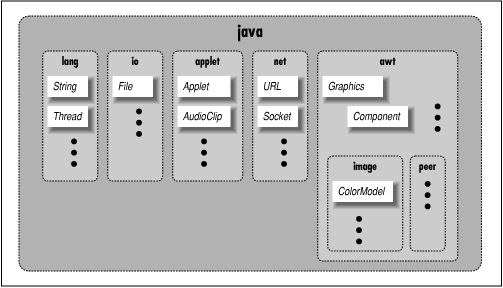 java
lang
io
applet
net
awt
String
File
Applet
URL
Graphics
Thread
AudioClip
Socket
Component
image
peer
ColorModel